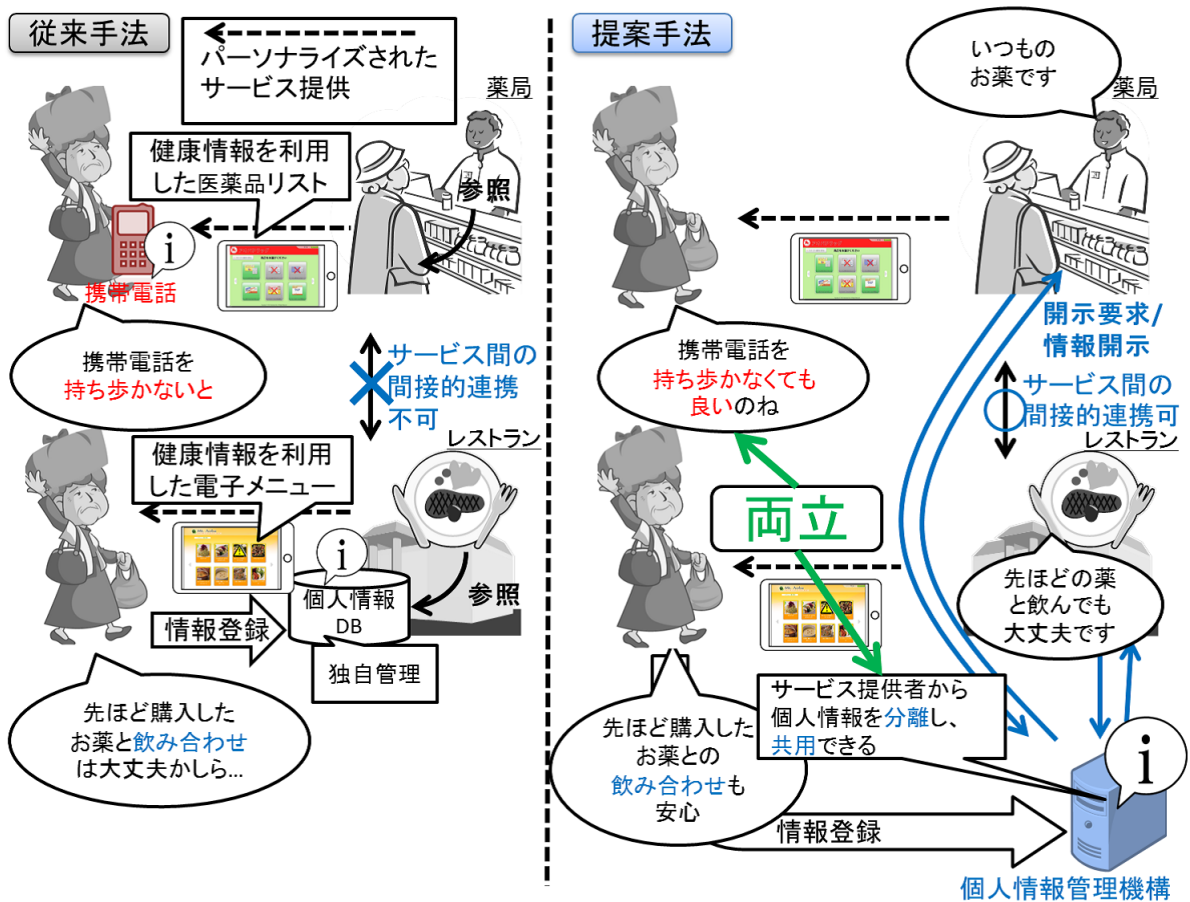 従来手法
パーソナライズされた
サービス提供
薬局
健康情報を利用
した医薬品リスト
参照
i
携帯電話
携帯電話を
持ち歩かないと
サービス間の
間接的連携
不可
レストラン
健康情報を利用
した電子メニュー
i
参照
個人情報
DB
情報登録
独自管理
先ほど購入した
お薬と飲み合わせ
は大丈夫かしら...
提案手法
いつもの
お薬です
薬局
開示要求/
情報開示
携帯電話を
持ち歩かなくても
良いのね
サービス間の
間接的連携可
レストラン
両立
先ほどの薬
と飲んでも
大丈夫です
サービス提供者から
個人情報を分離し、
共用できる
先ほど購入した
お薬との
飲み合わせも
安心
i
情報登録
個人情報管理機構